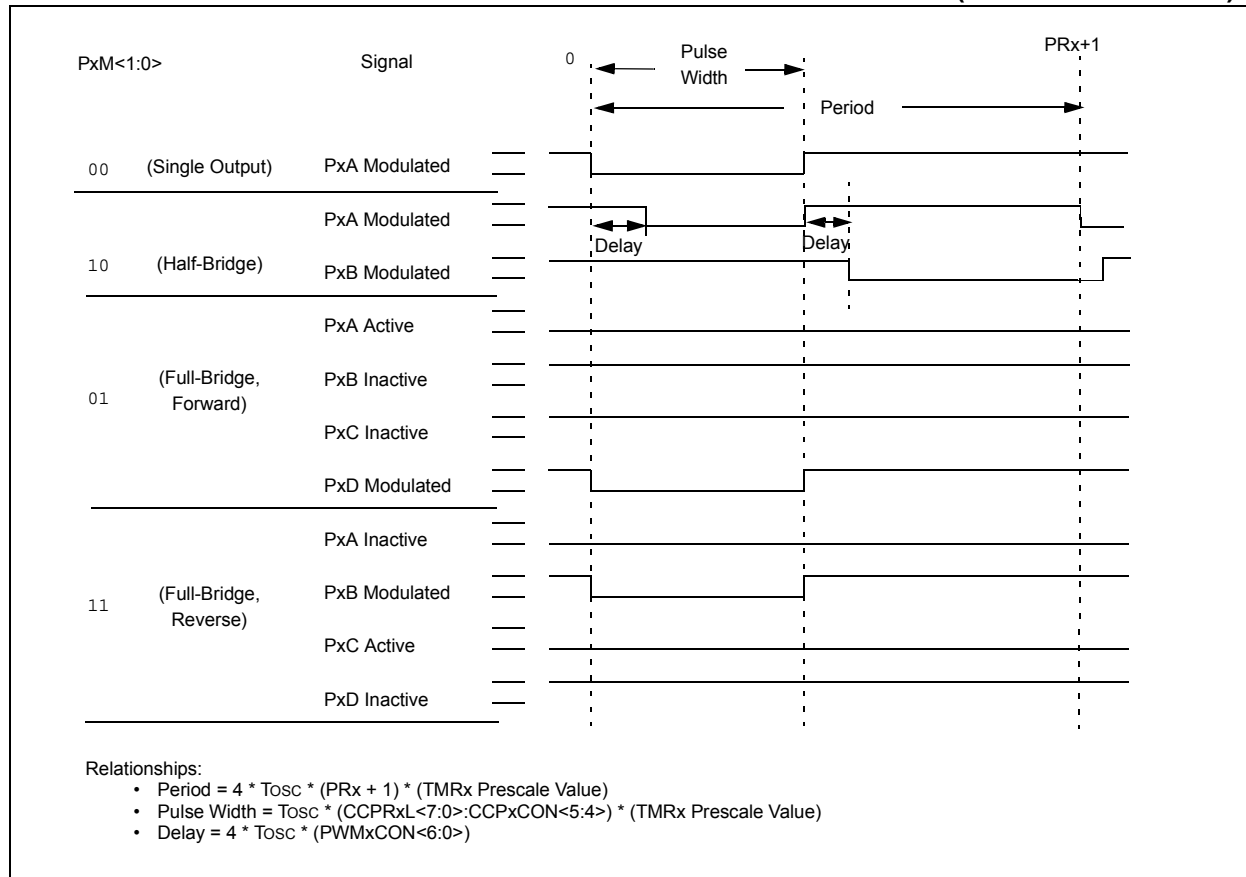 PxM<1:0>
Signal
0
Pulse
Width
PRx+1
Period
00 (Single Output) PxA Modulated
PxA Modulated
Delay
Delay
10 (Half-Bridge) PxB Modulated
PxA Active
01 (Full-Bridge,
Forward)
PxB Inactive
PxC Inactive
PxD Modulated
PxA Inactive
11 (Full-Bridge,
Reverse)
PxB Modulated
PxC Active
PxD Inactive
Relationships:
• Period = 4 * TOSC * (PRx + 1) * (TMRx Prescale Value)
• Pulse Width = TOSC * (CCPRxL<7:0>:CCPxCON<5:4>) * (TMRx Prescale Value)
• Delay = 4 * TOSC * (PWMxCON<6:0>)